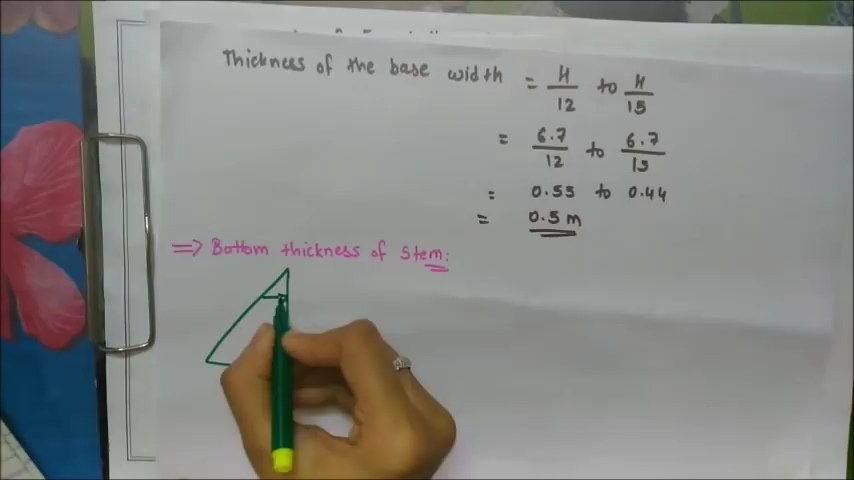 Thickness of the base width = H/12 to H/15
= 6.7/12 to 6.7/15
= 0.55 to 0.44
= 0.5 m
=> Bottom thickness of stem: